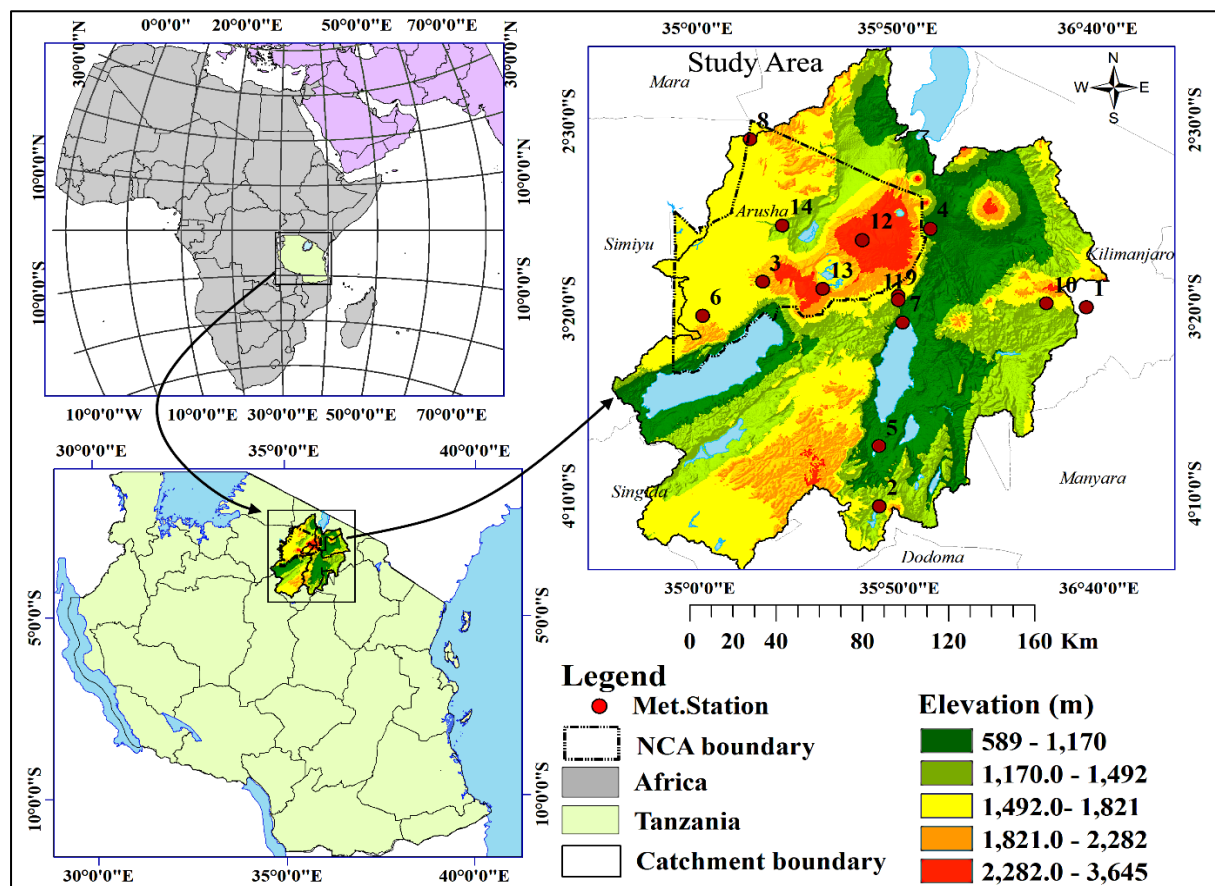 0°0'0" 20°0'0"E 50°0'0"E 70°0'0"E
30°0'0"N 30°0'0"N
10°0'0"N 10°0'0"N
10°0'0"S 10°0'0"S
10°0'0"W 10°0'0"E 30°0'0"E 50°0'0"E 70°0'0"E
30°0'0"E 35°0'0"E 40°0'0"E
5°0'0"S 5°0'0"S
10°0'0"S 10°0'0"S
30°0'0"E 35°0'0"E 40°0'0"E
35°0'0"E 35°50'0"E 36°40'0"E
Study Area
Mara
N
W E
S
2°30'0"S 2°30'0"S
8
Arusha 14
12
4
Simiyu
Kilimanjaro
3
13
119
10
1
6
7
3°20'0"S 3°20'0"S
5
Manyara
Singida
2
4°10'0"S 4°10'0"S
Dodoma
35°0'0"E 35°50'0"E 36°40'0"E
0 20 40 80 120 160 Km
Legend
Met.Station
NCA boundary
Africa
Tanzania
Catchment boundary
Elevation (m)
589 - 1,170
1,170.0 - 1,492
1,492.0- 1,821
1,821.0 - 2,282
2,282.0 - 3,645